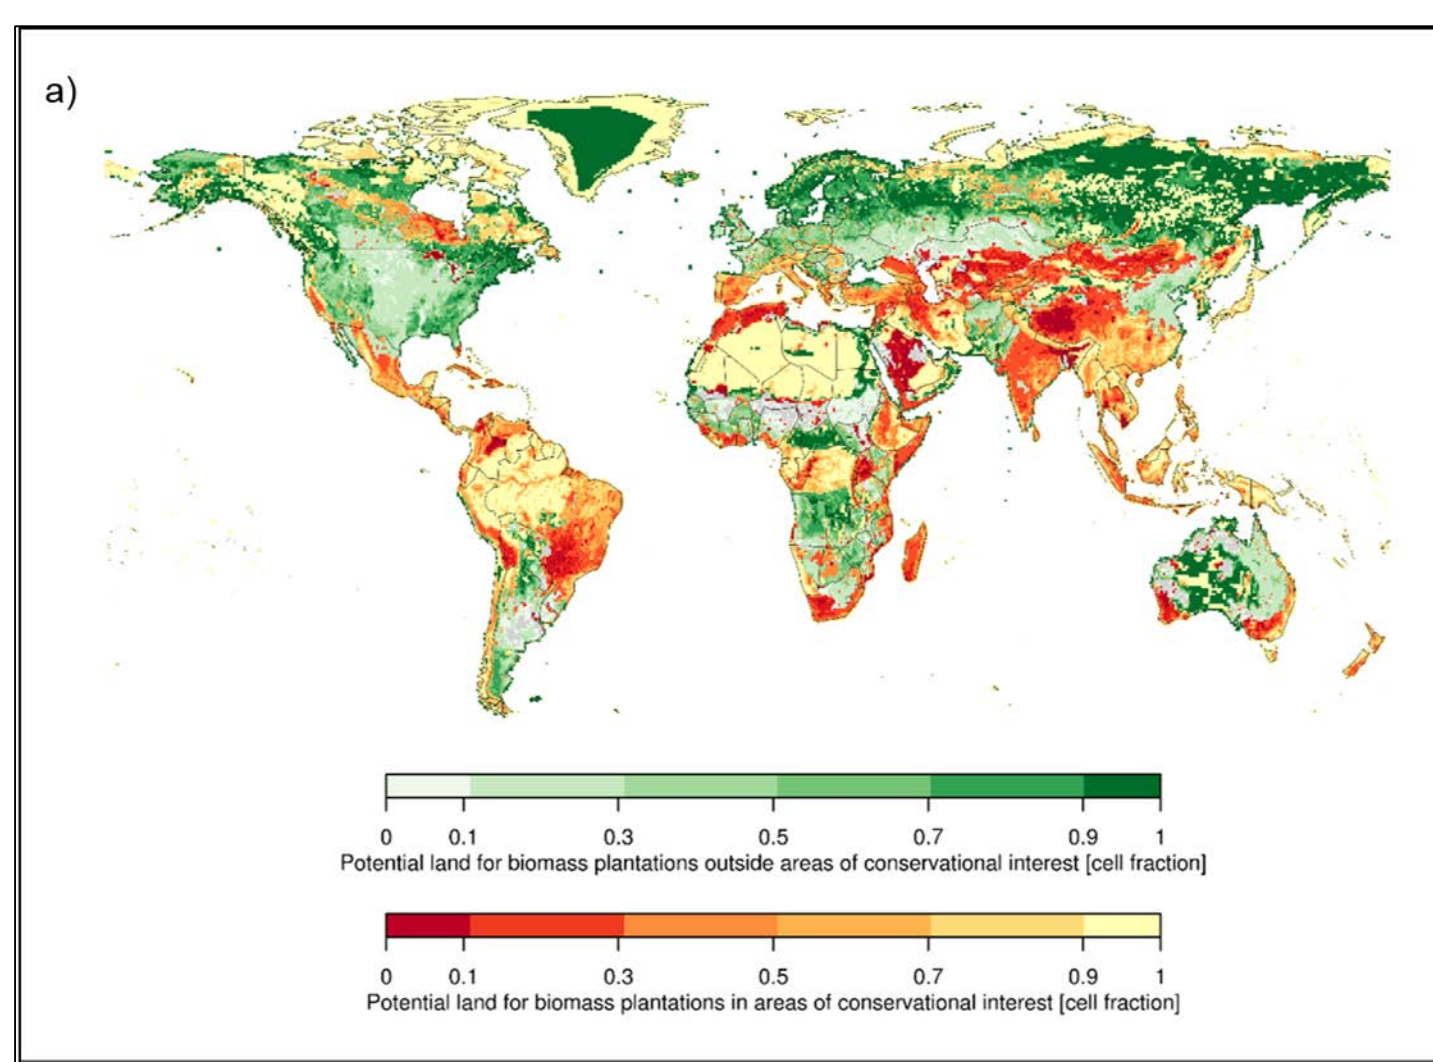 a)
0 0.1 0.3 0.5 0.7 0.9 1
Potential land for biomass plantations outside areas of conservational interest [cell fraction]
0 0.1 0.3 0.5 0.7 0.9 1
Potential land for biomass plantations in areas of conservational interest [cell fraction]